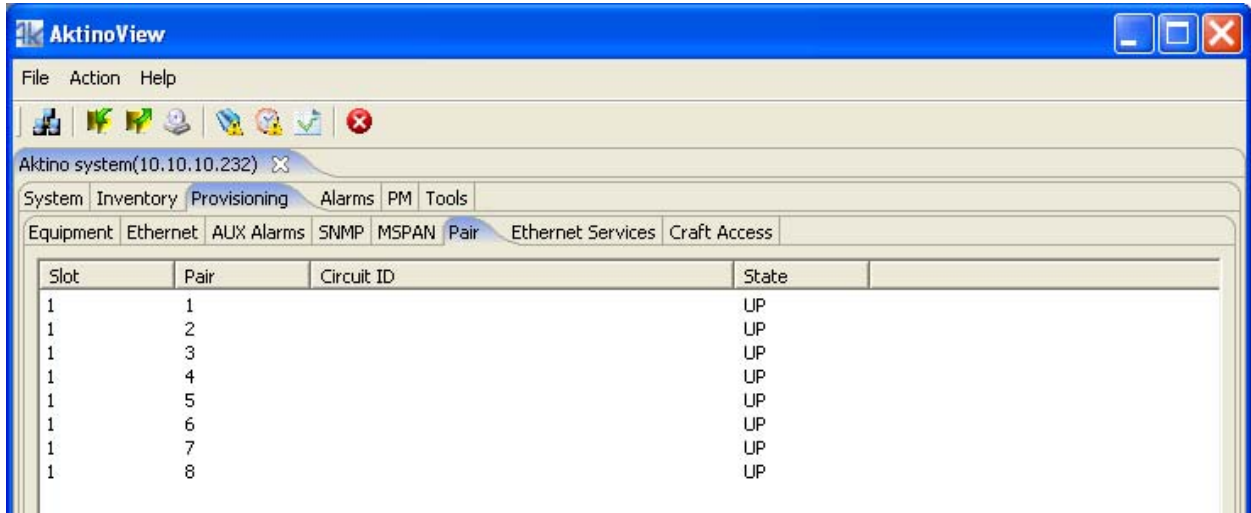 AktinoView
File Action Help
Aktino system(10.10.10.232)
System Inventory Provisioning Alarms PM Tools
Equipment Ethernet AUX Alarms SNMP MSPAN Pair Ethernet Services Craft Access
Slot Pair Circuit ID State
1 1 UP
1 2 UP
1 3 UP
1 4 UP
1 5 UP
1 6 UP
1 7 UP
1 8 UP